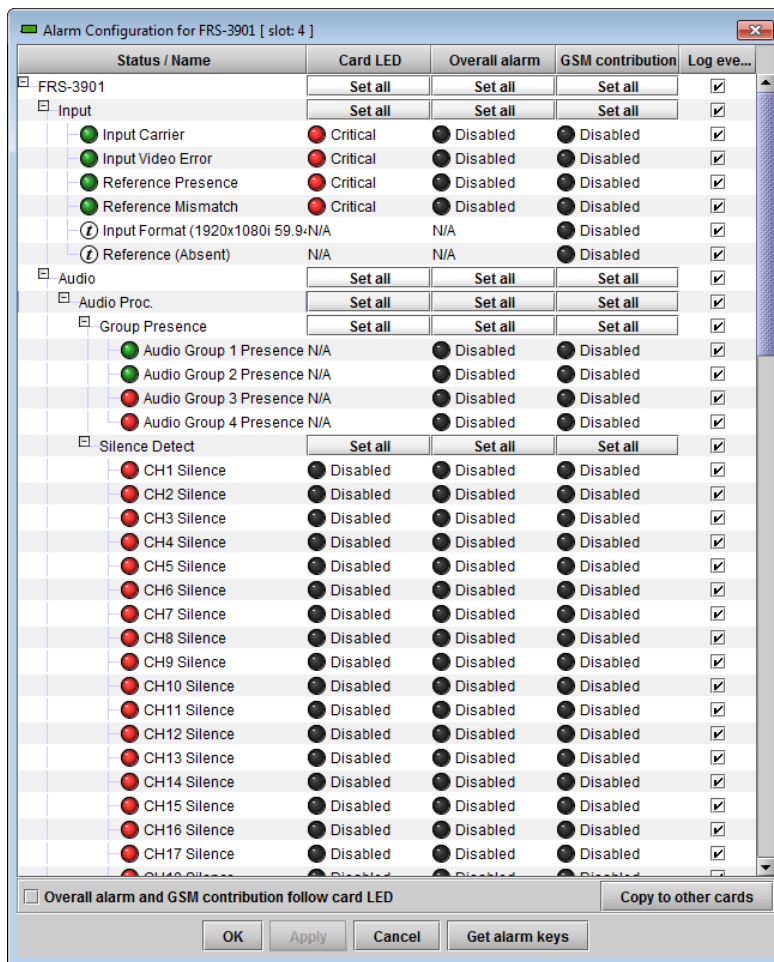 Alarm Configuration for FRS-3901 [ slot: 4 ]
Status / Name Card LED Overall alarm GSM contribution Log eve...
FRS-3901 Set all Set all Set all
Input Set all Set all Set all
Input Carrier Critical Disabled Disabled
Input Video Error Critical Disabled Disabled
Reference Presence Critical Disabled Disabled
Reference Mismatch Critical Disabled Disabled
t Input Format (1920x1080i 59.94 N/A N/A Disabled
t Reference (Absent) N/A N/A Disabled
Audio Set all Set all Set all
Audio Proc. Set all Set all Set all
Group Presence Set all Set all Set all
Audio Group 1 Presence N/A Disabled Disabled
Audio Group 2 Presence N/A Disabled Disabled
Audio Group 3 Presence N/A Disabled Disabled
Audio Group 4 Presence N/A Disabled Disabled
Silence Detect Set all Set all Set all
CH1 Silence Disabled Disabled Disabled
CH2 Silence Disabled Disabled Disabled
CH3 Silence Disabled Disabled Disabled
CH4 Silence Disabled Disabled Disabled
CH5 Silence Disabled Disabled Disabled
CH6 Silence Disabled Disabled Disabled
CH7 Silence Disabled Disabled Disabled
CH8 Silence Disabled Disabled Disabled
CH9 Silence Disabled Disabled Disabled
CH10 Silence Disabled Disabled Disabled
CH11 Silence Disabled Disabled Disabled
CH12 Silence Disabled Disabled Disabled
CH13 Silence Disabled Disabled Disabled
CH14 Silence Disabled Disabled Disabled
CH15 Silence Disabled Disabled Disabled
CH16 Silence Disabled Disabled Disabled
CH17 Silence Disabled Disabled Disabled
Overall alarm and GSM contribution follow card LED Copy to other cards
OK Apply Cancel Get alarm keys